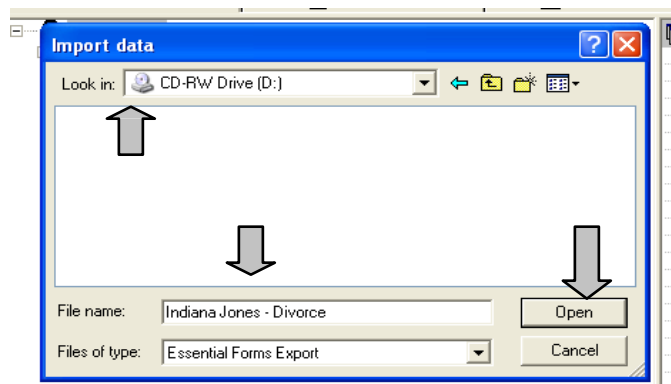 Import data
Look in: CD-RW Drive (D:)
File name: Indiana Jones - Divorce Open
Files of type: Essential Forms Export Cancel